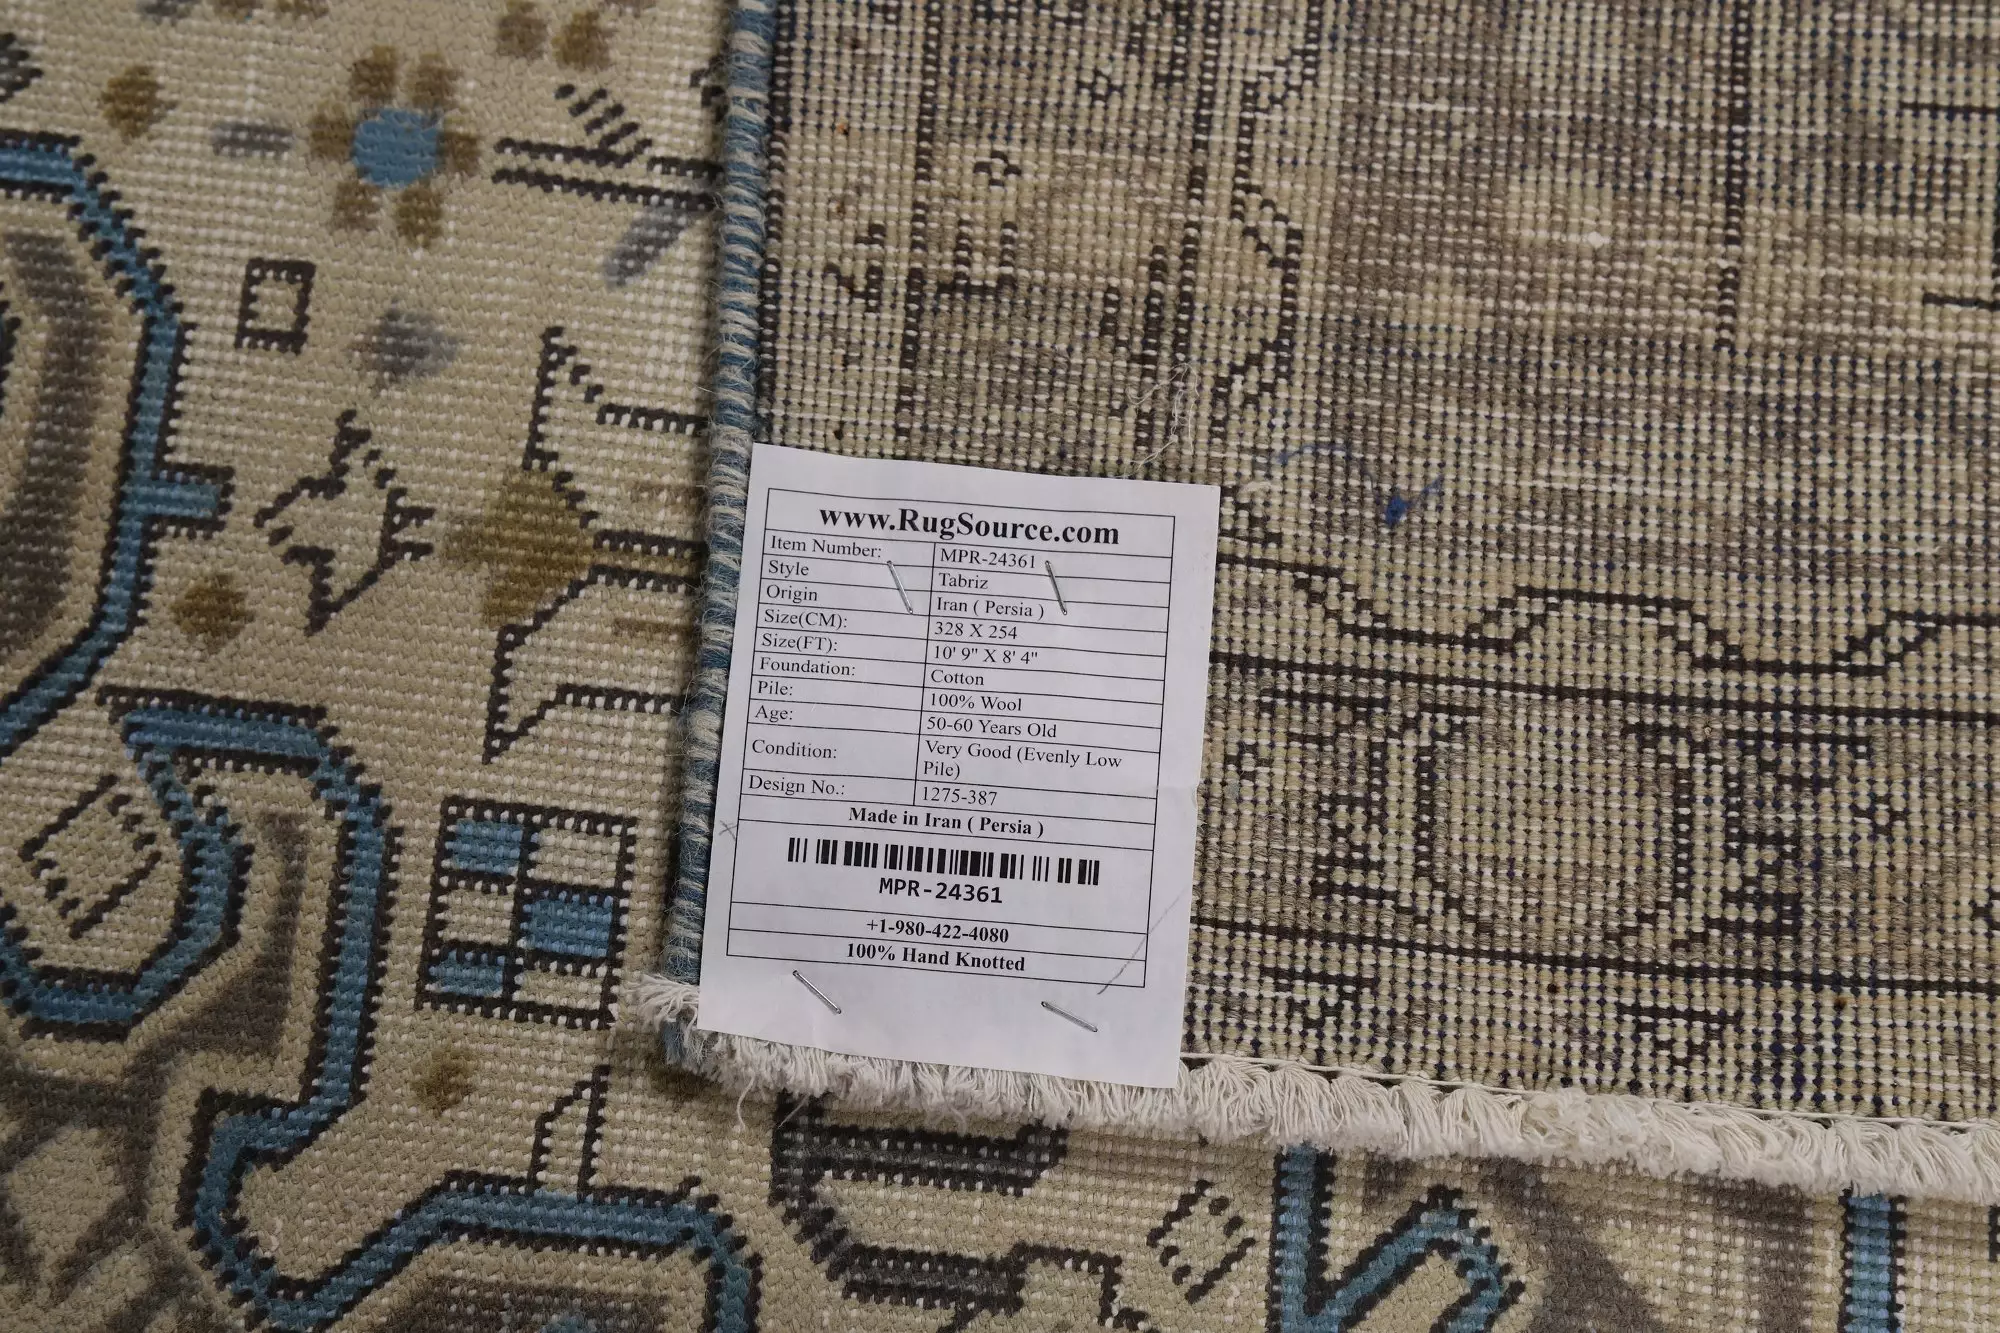 www.RugSource.com
Item Number: MPR-24361
Style Tabriz
Origin Iran ( Persia )
Size(CM): 328 X 254
Size(FT): 10' 9" X 8' 4"
Foundation: Cotton
Pile: 100% Wool
Age: 50-60 Years Old
Condition: Very Good (Evenly Low
Pile)
Design No.: 1275-387
Made in Iran ( Persia )
MPR-24361
+1-980-422-4080
100% Hand Knotted